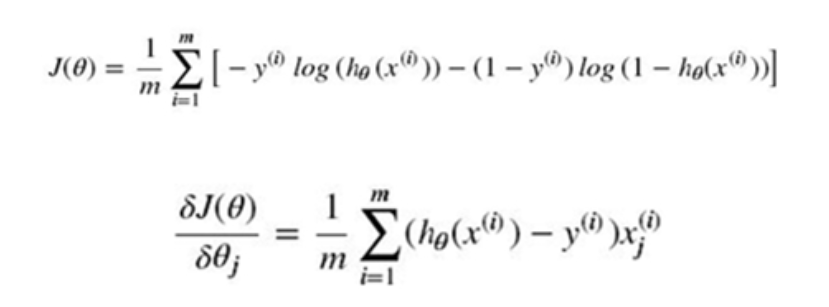 J(θ) = 1/m ∑_{i=1}^{m} [ − y^{(i)} log (h_θ (x^{(i)})) − (1 − y^{(i)}) log (1 − h_θ(x^{(i)}))]
δJ(θ)/δθ_j = 1/m ∑_{i=1}^{m} (h_θ(x^{(i)}) − y^{(i)})x_j^{(i)}